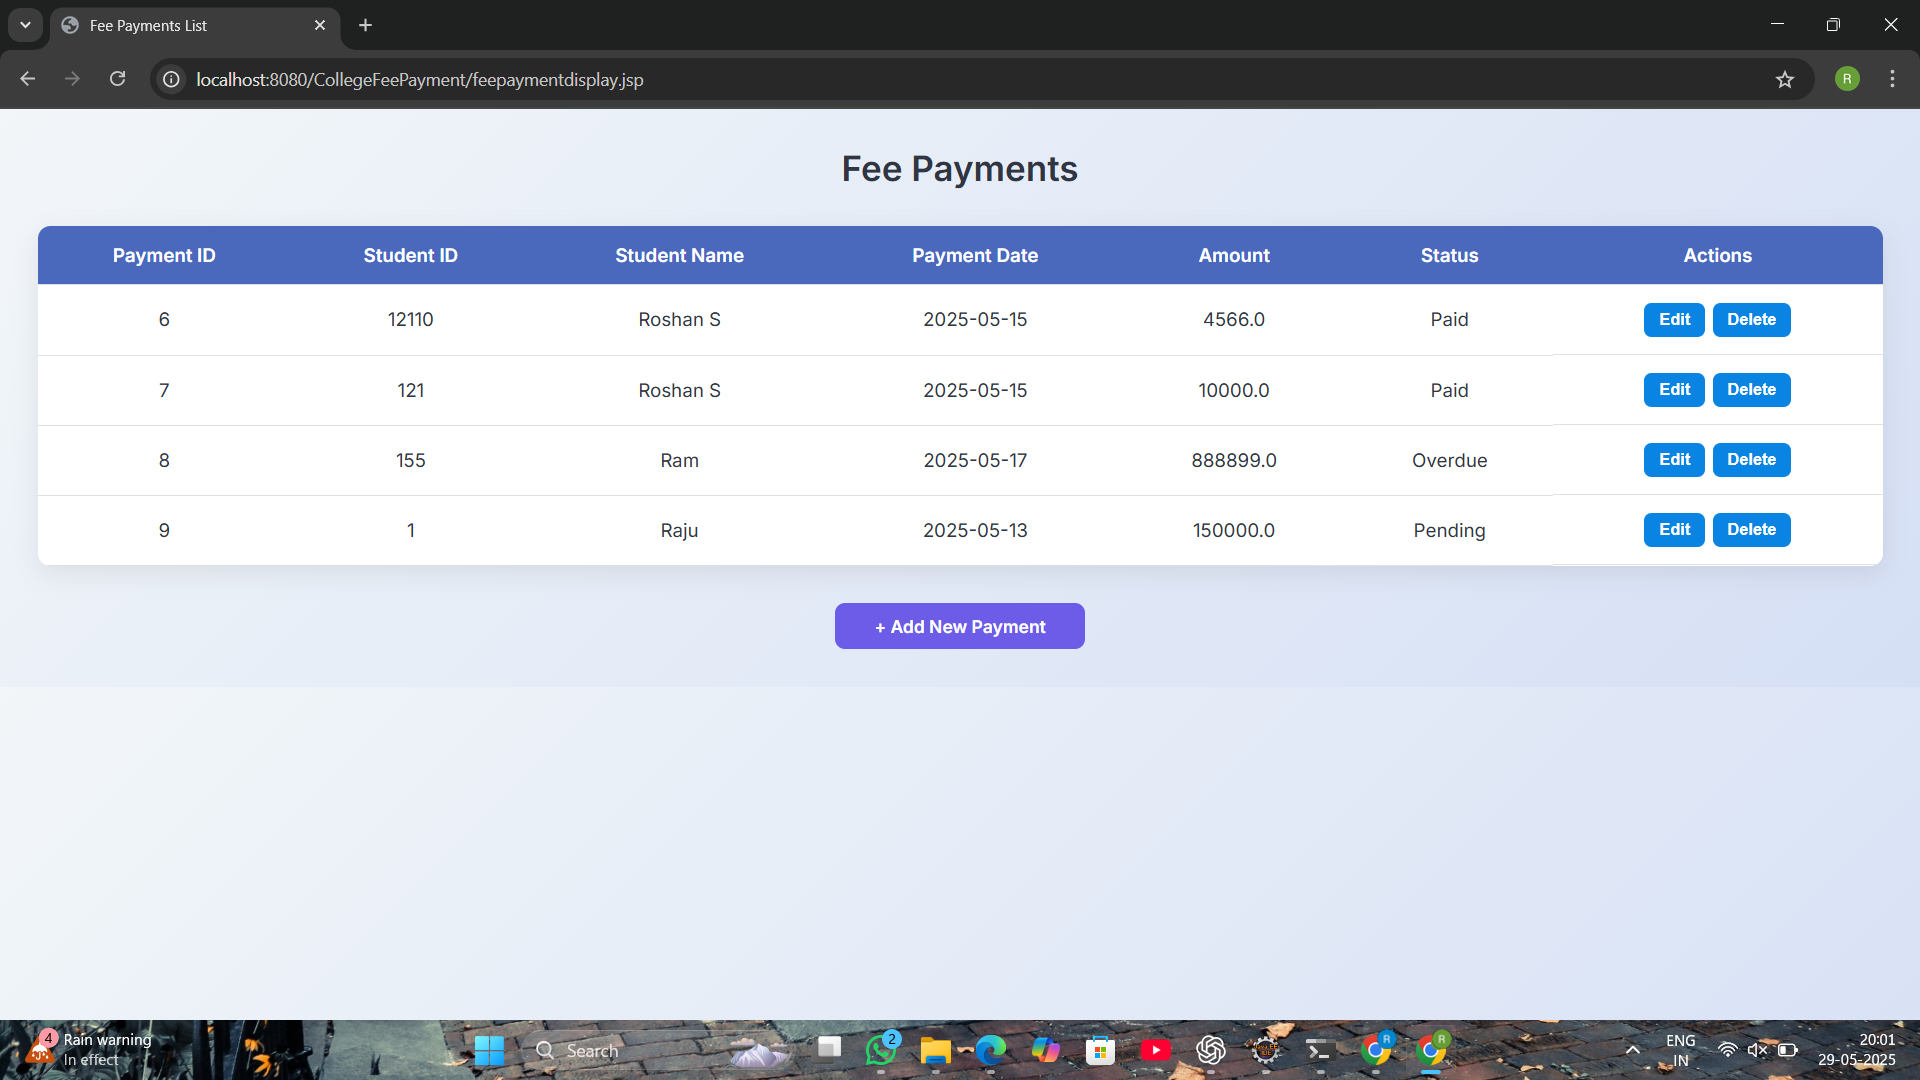 Fee Payments List
localhost:8080/CollegeFeePayment/feepaymentdisplay.jsp
R
Fee Payments
Payment ID Student ID Student Name Payment Date Amount Status Actions
6 12110 Roshan S 2025-05-15 4566.0 Paid Edit Delete
7 121 Roshan S 2025-05-15 10000.0 Paid Edit Delete
8 155 Ram 2025-05-17 888899.0 Overdue Edit Delete
9 1 Raju 2025-05-13 150000.0 Pending Edit Delete
+ Add New Payment
4 Rain warning
In effect
Search
2
R
R
ENG
IN
20:01
29-05-2025